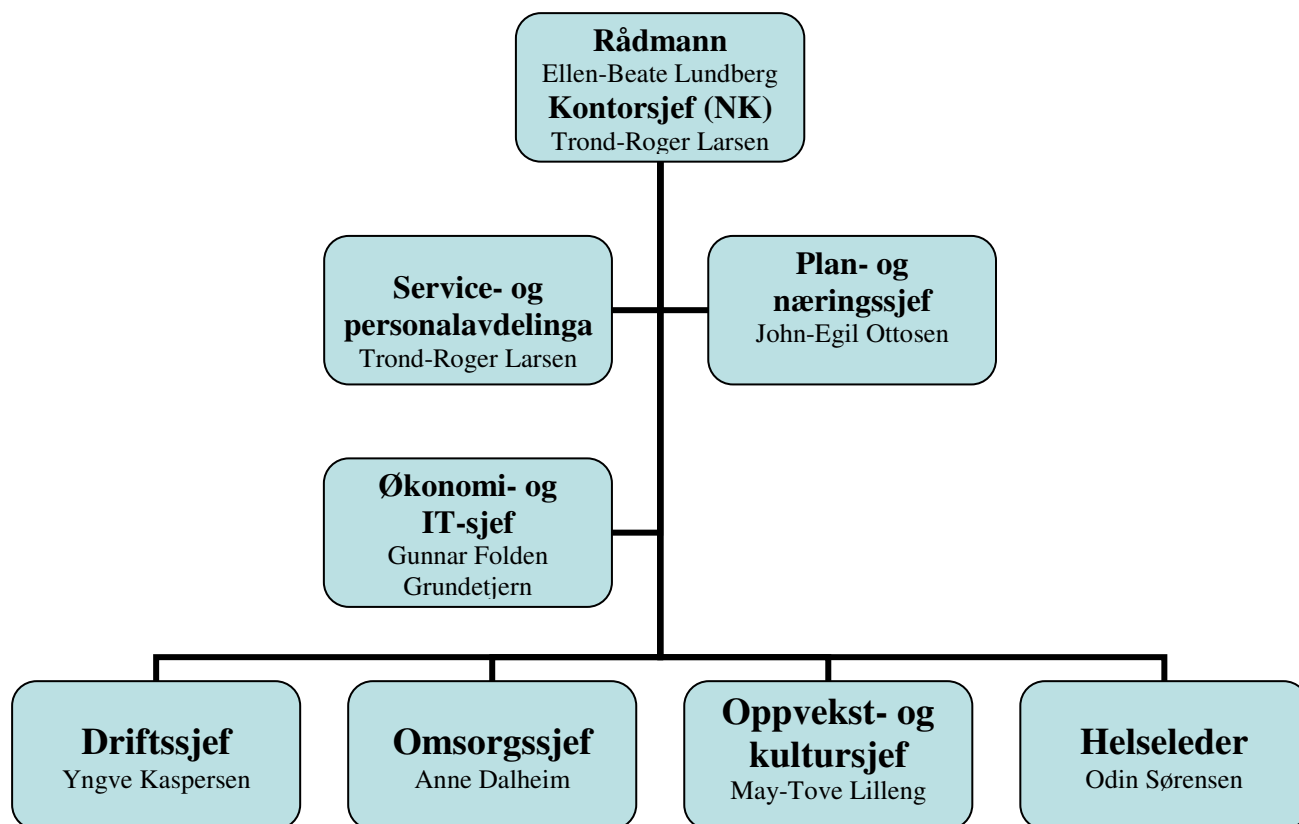 Rådmann
Ellen-Beate Lundberg
Kontorsjef (NK)
Trond-Roger Larsen
Service- og
personalavdelinga
Trond-Roger Larsen
Plan- og
næringssjef
John-Egil Ottosen
Økonomi- og
IT-sjef
Gunnar Folden
Grundetjern
Driftssjef
Yngve Kaspersen
Omsorgssjef
Anne Dalheim
Oppvekst- og
kultursjef
May-Tove Lilleng
Helseleder
Odin Sørensen